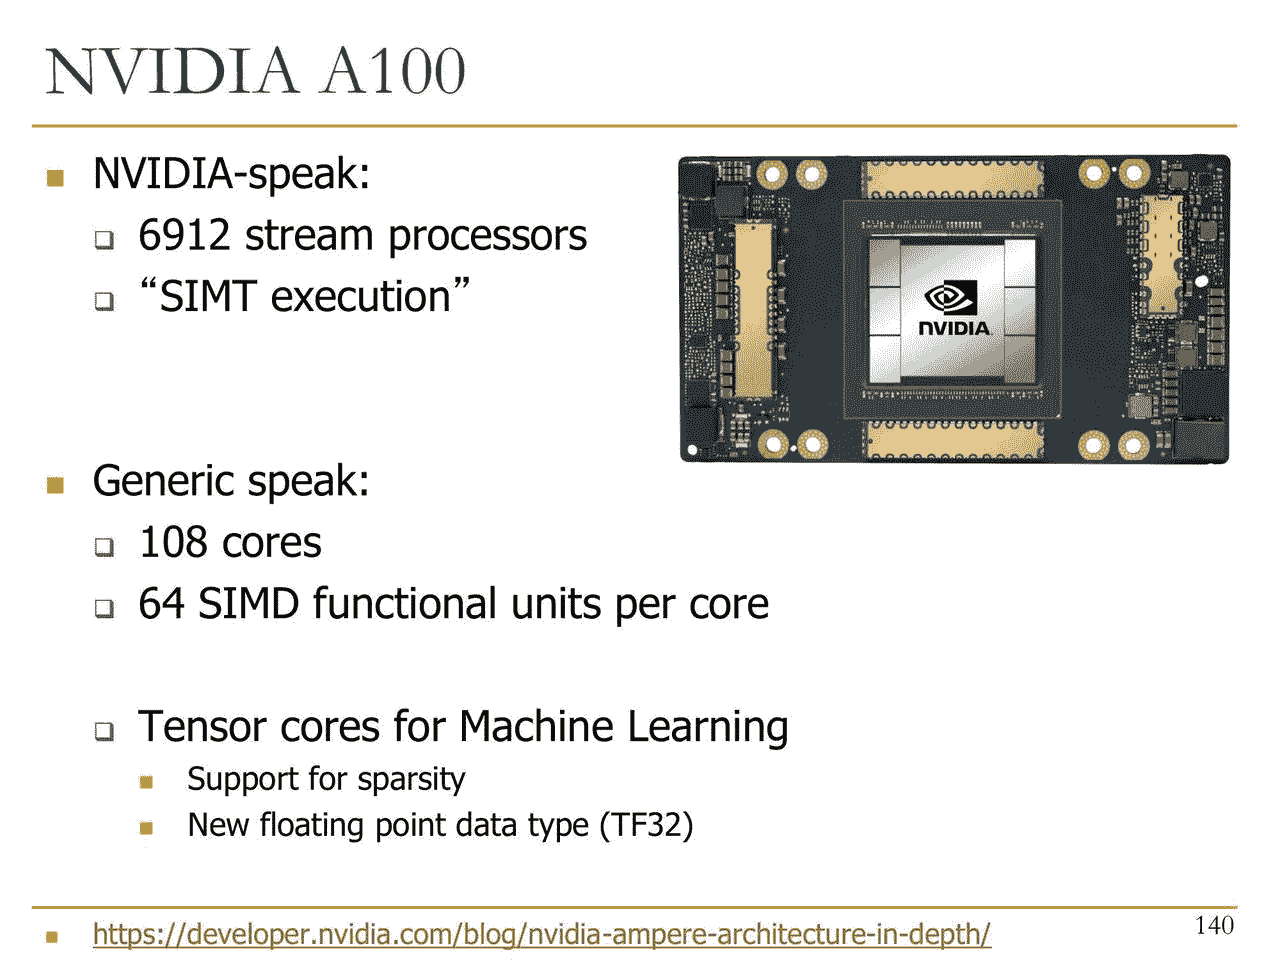 NVIDIA A100
NVIDIA-speak:
6912 stream processors
“SIMT execution”
NVIDIA
Generic speak:
108 cores
64 SIMD functional units per core
Tensor cores for Machine Learning
Support for sparsity
New floating point data type (TF32)
https://developer.nvidia.com/blog/nvidia-ampere-architecture-in-depth/
140